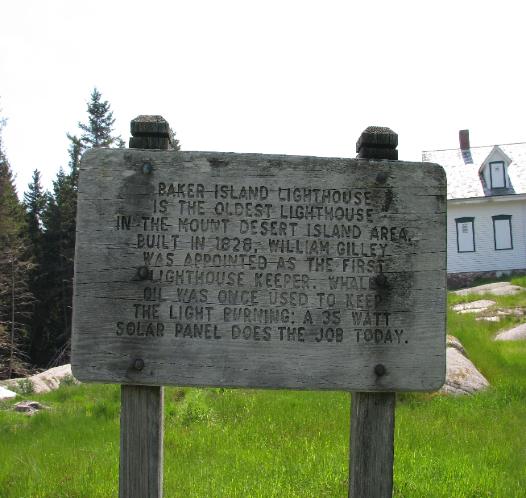 BAKER ISLAND LIGHTHOUSE
IS THE OLDEST LIGHTHOUSE
IN THE MOUNT DESERT ISLAND AREA.
BUILT IN 1828, WILLIAM GILLEY
WAS APPOINTED AS THE FIRST
LIGHTHOUSE KEEPER. WHALE
OIL WAS ONCE USED TO KEEP
THE LIGHT BURNING: A 35 WATT
SOLAR PANEL DOES THE JOB TODAY.